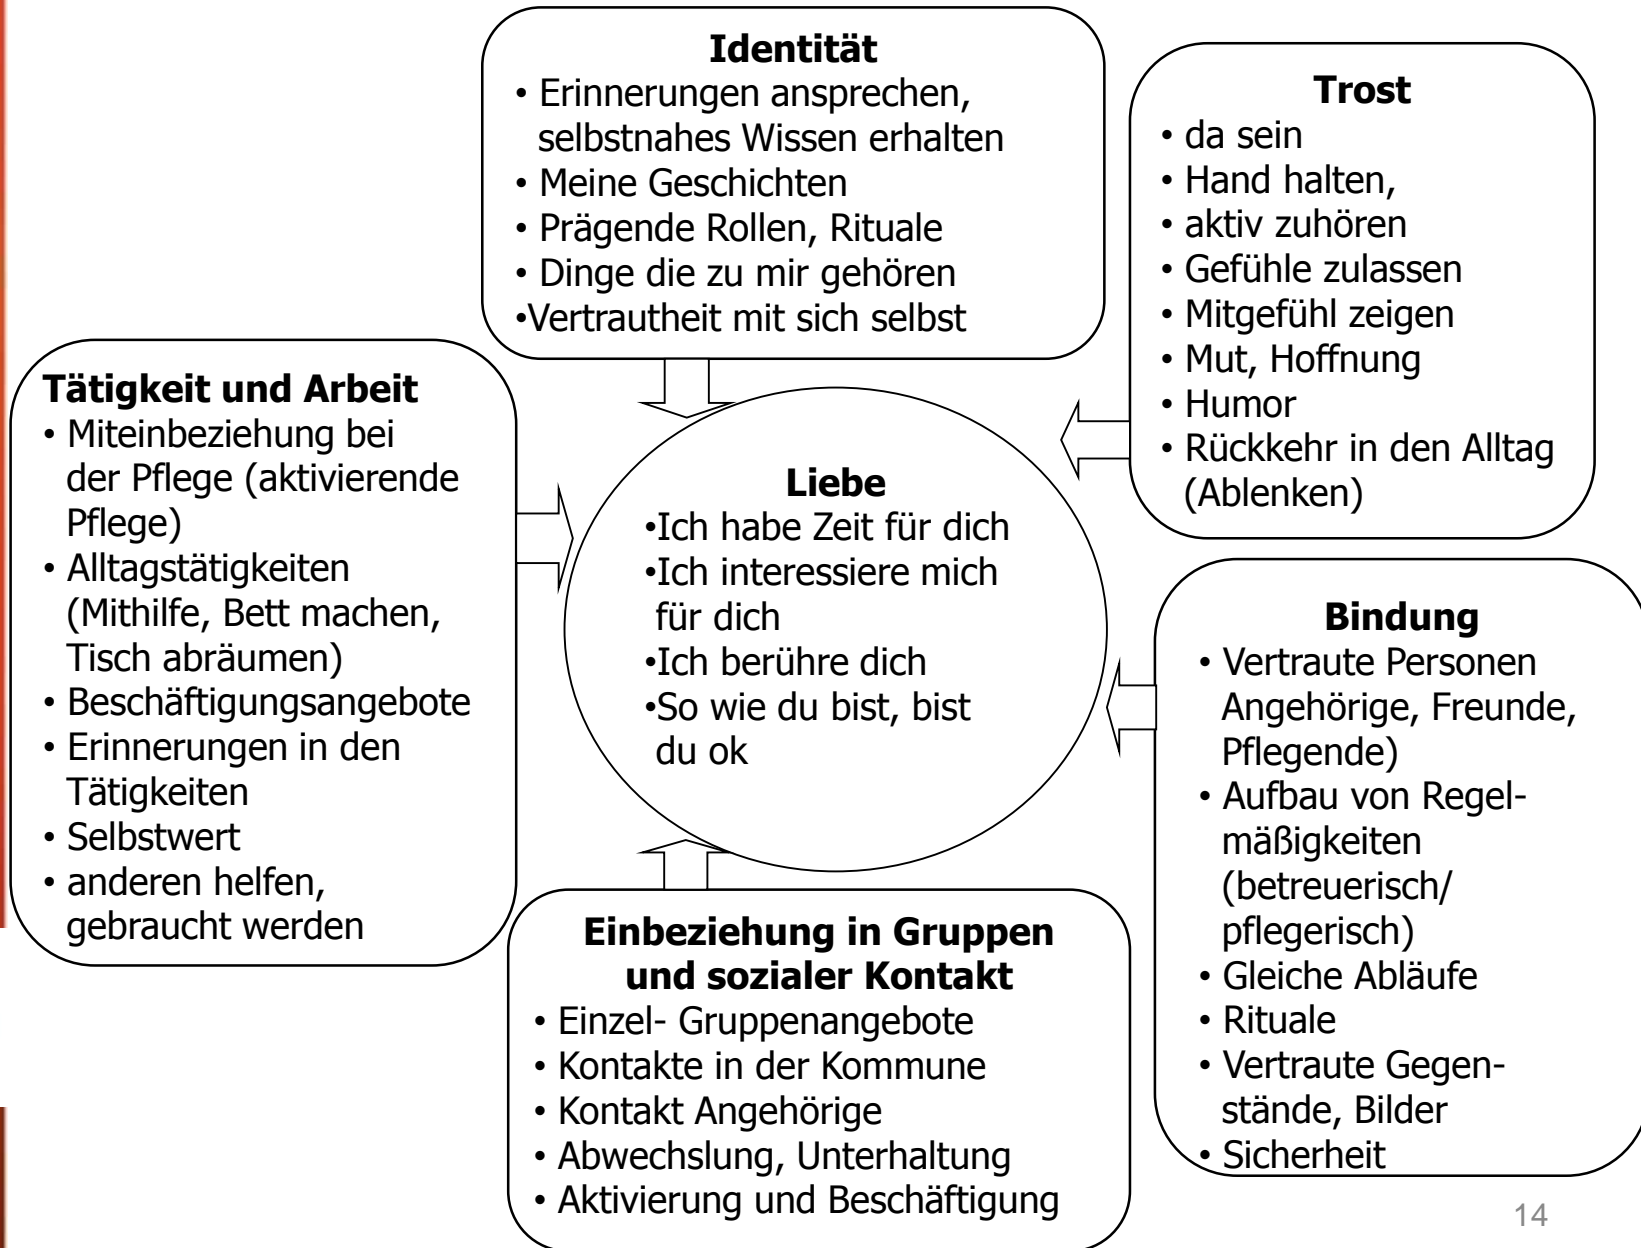 Identität
• Erinnerungen ansprechen,
selbstnahes Wissen erhalten
• Meine Geschichten
• Prägende Rollen, Rituale
• Dinge die zu mir gehören
•Vertrautheit mit sich selbst
Trost
• da sein
• Hand halten,
• aktiv zuhören
• Gefühle zulassen
• Mitgefühl zeigen
• Mut, Hoffnung
• Humor
• Rückkehr in den Alltag
(Ablenken)
Tätigkeit und Arbeit
• Miteinbeziehung bei
der Pflege (aktivierende
Pflege)
• Alltagstätigkeiten
(Mithilfe, Bett machen,
Tisch abräumen)
• Beschäftigungsangebote
• Erinnerungen in den
Tätigkeiten
• Selbstwert
• anderen helfen,
gebraucht werden
Liebe
•Ich habe Zeit für dich
•Ich interessiere mich
für dich
•Ich berühre dich
•So wie du bist, bist
du ok
Bindung
• Vertraute Personen
Angehörige, Freunde,
Pflegende)
• Aufbau von Regel-
mäßigkeiten
(betreuerisch/
pflegerisch)
• Gleiche Abläufe
• Rituale
• Vertraute Gegen-
stände, Bilder
• Sicherheit
Einbeziehung in Gruppen
und sozialer Kontakt
• Einzel- Gruppenangebote
• Kontakte in der Kommune
• Kontakt Angehörige
• Abwechslung, Unterhaltung
• Aktivierung und Beschäftigung
14